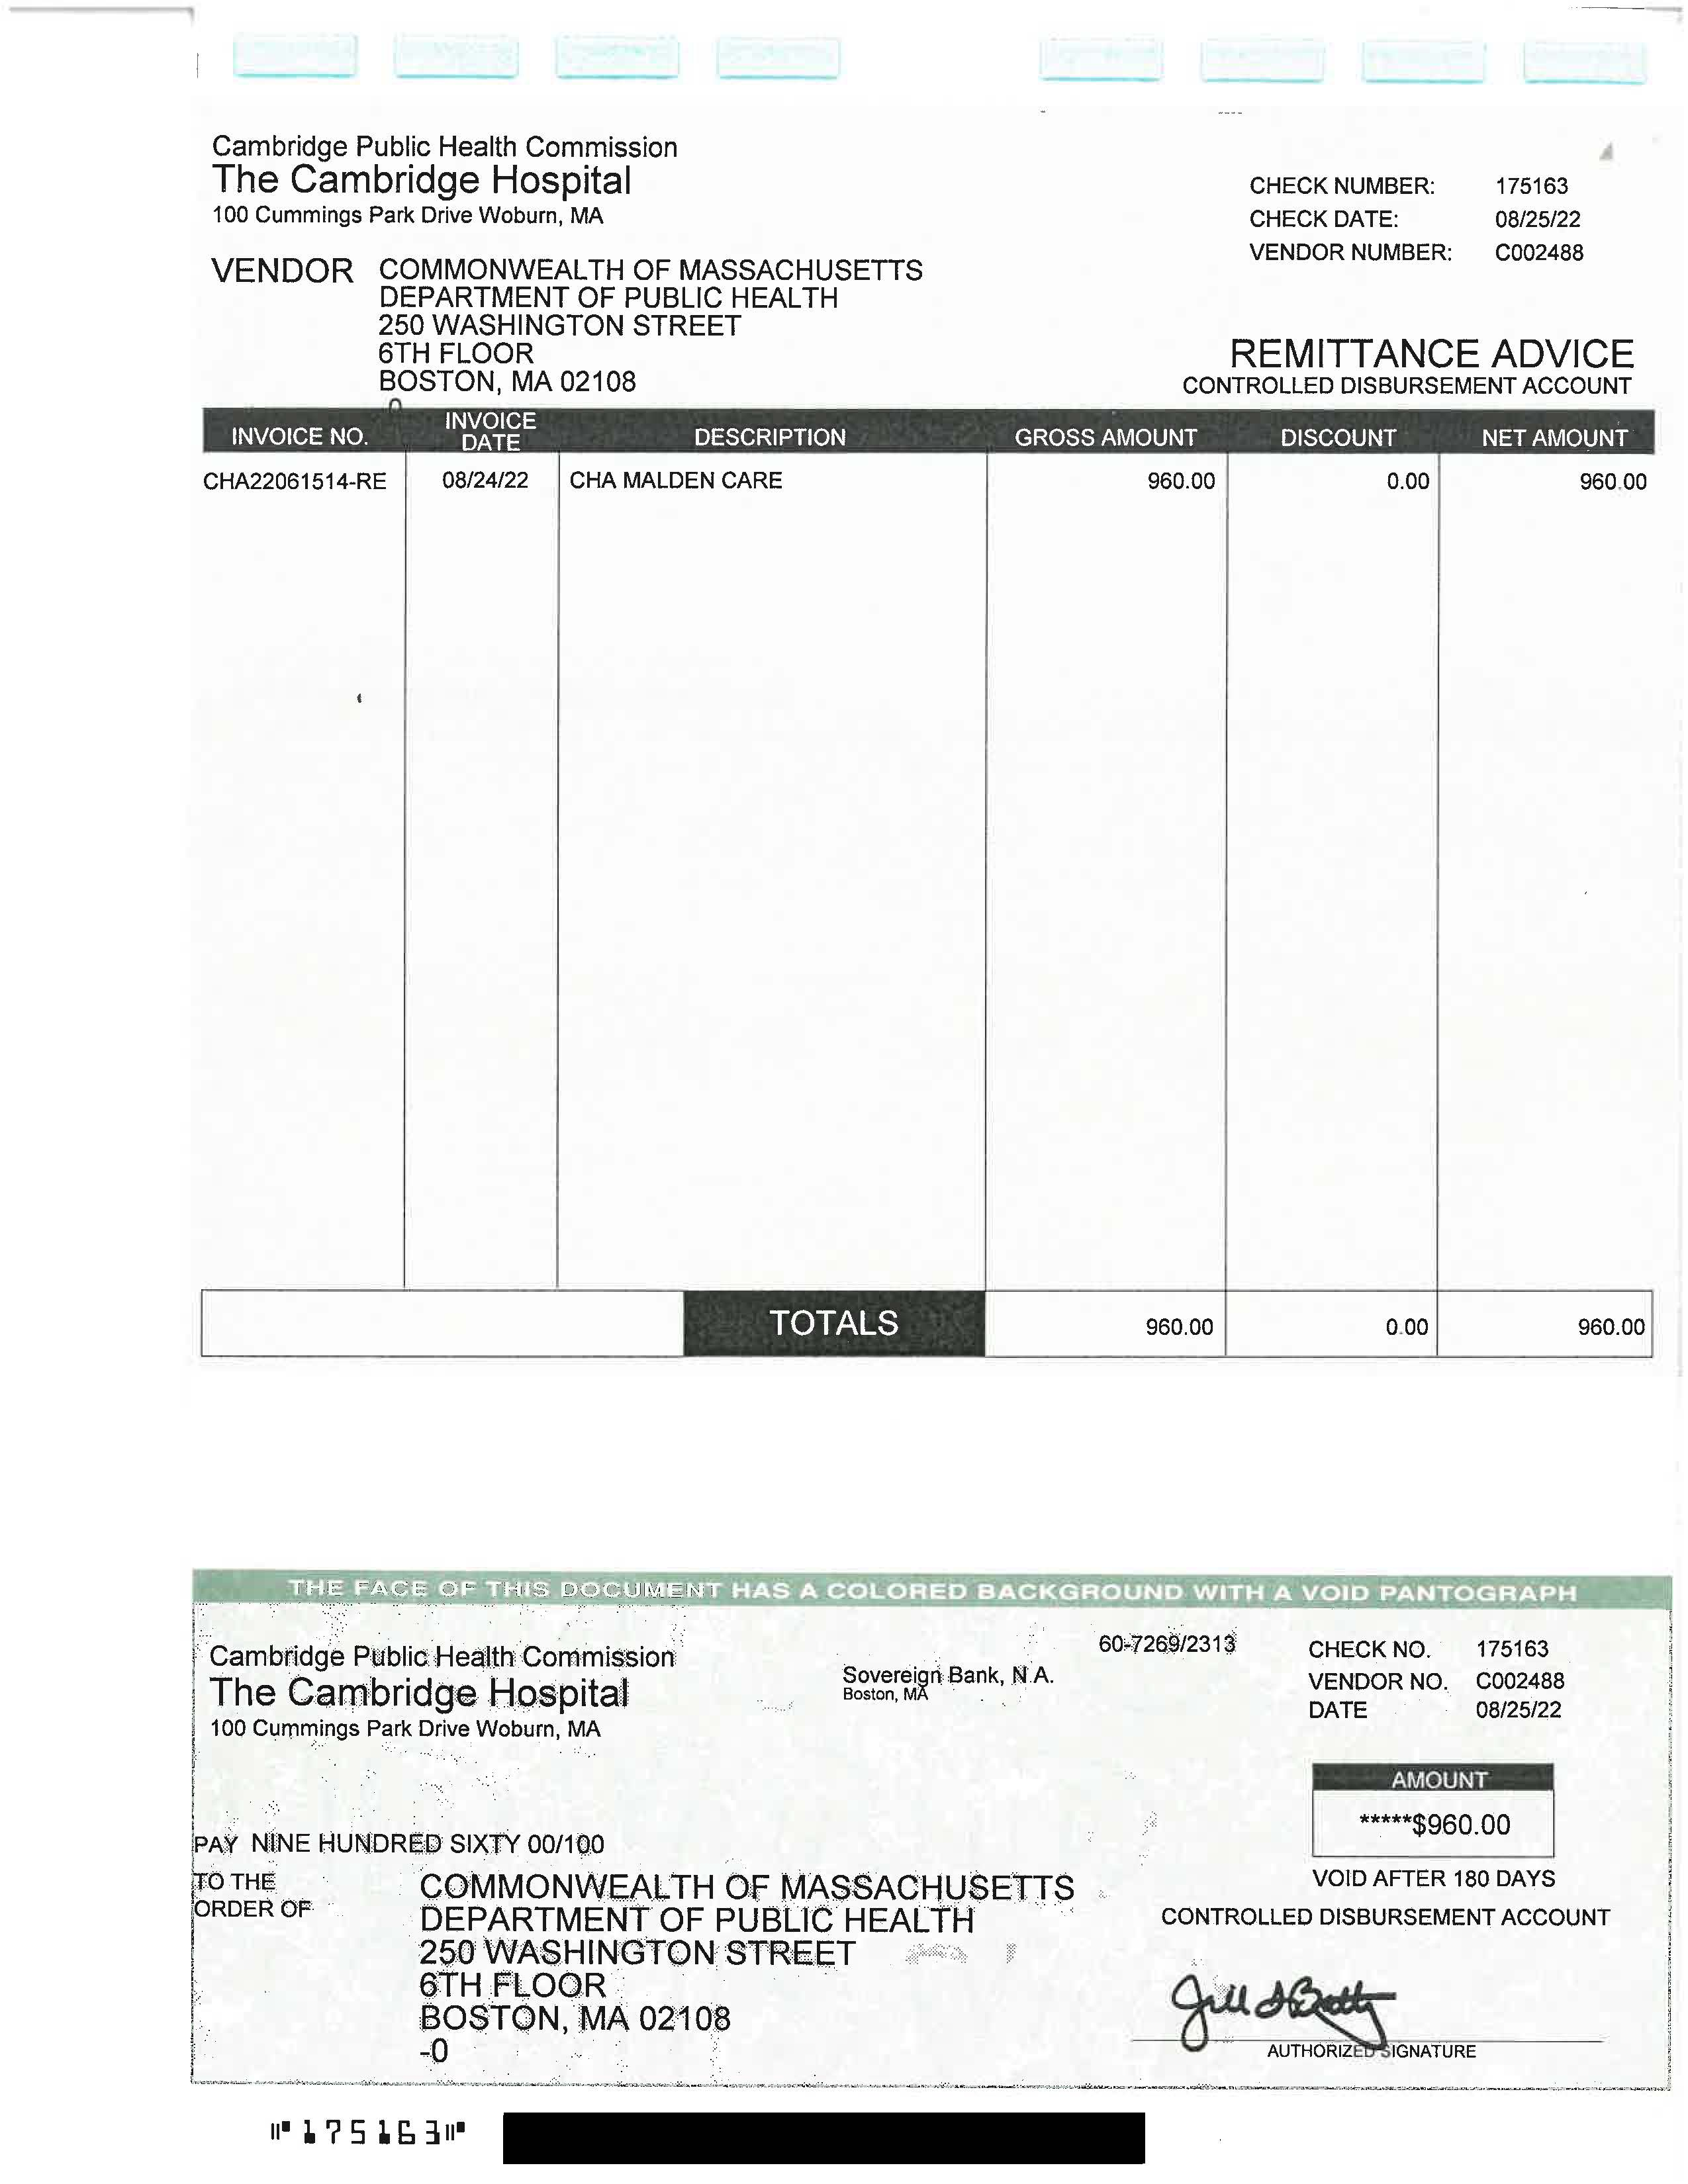 Cambridge Public Health Commission
The Cambridge Hospital
100 Cummings Park Drive Woburn, MA
CHECK NUMBER: 175163
CHECK DATE: 08/25/22
VENDOR NUMBER: C002488
VENDOR COMMONWEALTH OF MASSACHUSETTS
DEPARTMENT OF PUBLIC HEALTH
250 WASHINGTON STREET
6TH FLOOR
BOSTON, MA 02108
REMITTANCE ADVICE
CONTROLLED DISBURSEMENT ACCOUNT
INVOICE NO. INVOICE DATE DESCRIPTION GROSS AMOUNT DISCOUNT NET AMOUNT
CHA22061514-RE 08/24/22 CHA MALDEN CARE 960.00 0.00 960.00
TOTALS 960.00 0.00 960.00
THE FACE OF THIS DOCUMENT HAS A COLORED BACKGROUND WITH A VOID PANTOGRAPH
Cambridge Public Health Commission
The Cambridge Hospital
100 Cummings Park Drive Woburn, MA
Sovereign Bank, N.A.
Boston, MA
60-7269/2313
CHECK NO. 175163
VENDOR NO. C002488
DATE 08/25/22
AMOUNT
*****$960.00
PAY NINE HUNDRED SIXTY 00/100
TO THE
ORDER OF
COMMONWEALTH OF MASSACHUSETTS
DEPARTMENT OF PUBLIC HEALTH
250 WASHINGTON STREET
6TH FLOOR
BOSTON, MA 02108
-0
VOID AFTER 180 DAYS
CONTROLLED DISBURSEMENT ACCOUNT
AUTHORIZED SIGNATURE
⑈175163⑈